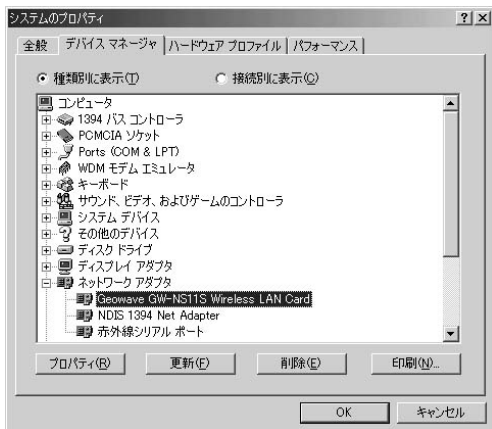 システムのプロパティ
全般 デバイス マネージャ ハードウェア プロファイル パフォーマンス
種類別に表示(T) 接続別に表示(C)
コンピュータ
1394 バス コントローラ
PCMCIA ソケット
Ports (COM & LPT)
WDM モデム エミュレータ
キーボード
サウンド、ビデオ、およびゲームのコントローラ
システム デバイス
その他のデバイス
ディスク ドライブ
ディスプレイ アダプタ
ネットワーク アダプタ
Geowave GW-NS11S Wireless LAN Card
NDIS 1394 Net Adapter
赤外線シリアル ポート
プロパティ(R) 更新(F) 削除(E) 印刷(N)...
OK キャンセル